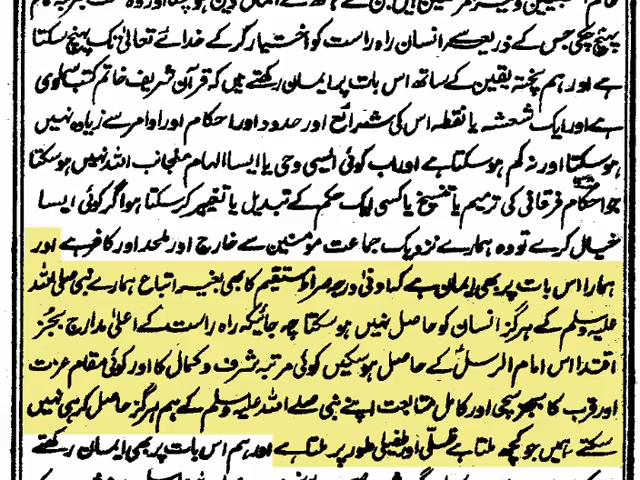 پہنچ چکی جس کے ذریعہ سے انسان راہ راست کو اختیار کر کے خدائے تعالیٰ تک پہنچ سکتا
ہے اور ہم پختہ یقین کے ساتھ اس بات پر ایمان رکھتے ہیں کہ قرآن شریف خاتم کتب سماوی
ہے اور ایک شعشہ یا نقطہ اس کی شرائع اور حدود اور احکام اور اوامر سے زیادہ نہیں
ہو سکتا اور نہ کم ہو سکتا ہے اور اب کوئی ایسی وحی یا ایسا الہام منجانب اللہ نہیں ہو سکتا
جو احکام فرقانی کی ترمیم یا تنسیخ یا کسی ایک حکم کے تبدیل یا تغییر کر سکتا ہو اگر کوئی ایسا
خیال کرے تو وہ ہمارے نزدیک جماعت مومنین سے خارج اور ملحد اور کافر ہے اور
ہمارا اس بات پر بھی ایمان ہے کہ ادنیٰ درجہ صراط مستقیم کا بھی بغیر اتباع ہمارے نبی صلی اللہ
علیہ وسلم کے ہرگز انسان کو حاصل نہیں ہو سکتا چہ جائیکہ راہ راست کے اعلیٰ مدارج بجز
اقتدا اس امام الرسل کے حاصل ہو سکیں کوئی مرتبہ شرف و کمال کا اور کوئی مقام عزت
اور قرب کا بجز سچی اور کامل متابعت اپنے نبی صلے اللہ علیہ وسلم کے ہم ہرگز حاصل کر ہی نہیں
سکتے ہمیں جو کچھ ملتا ہے ظلّی اور طفیلی طور پر ملتا ہے اور ہم اس بات پر بھی ایمان رکھتے